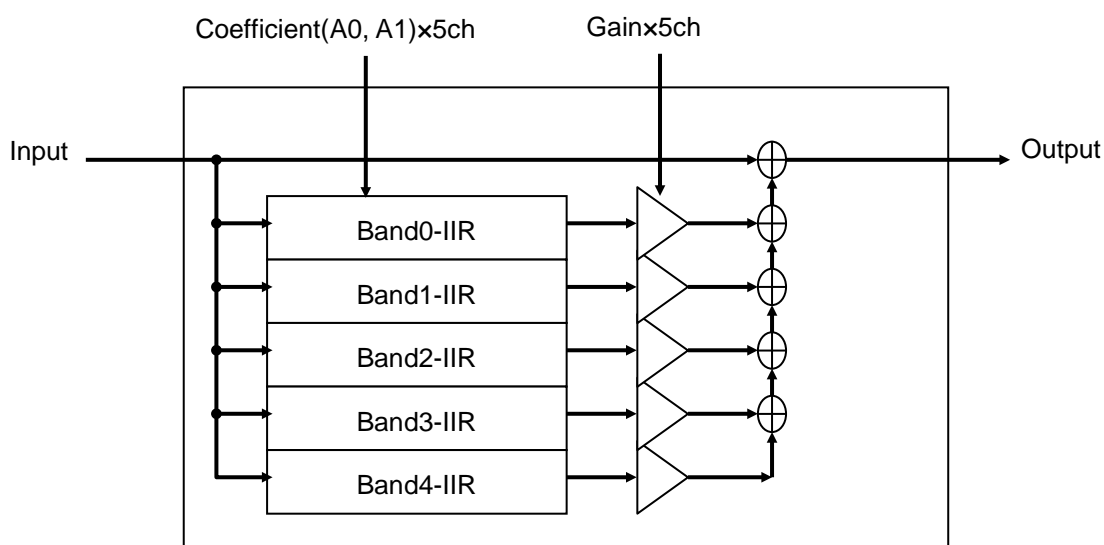 Coefficient(A0, A1)×5ch
Gain×5ch
Input
Output
Band0-IIR
Band1-IIR
Band2-IIR
Band3-IIR
Band4-IIR